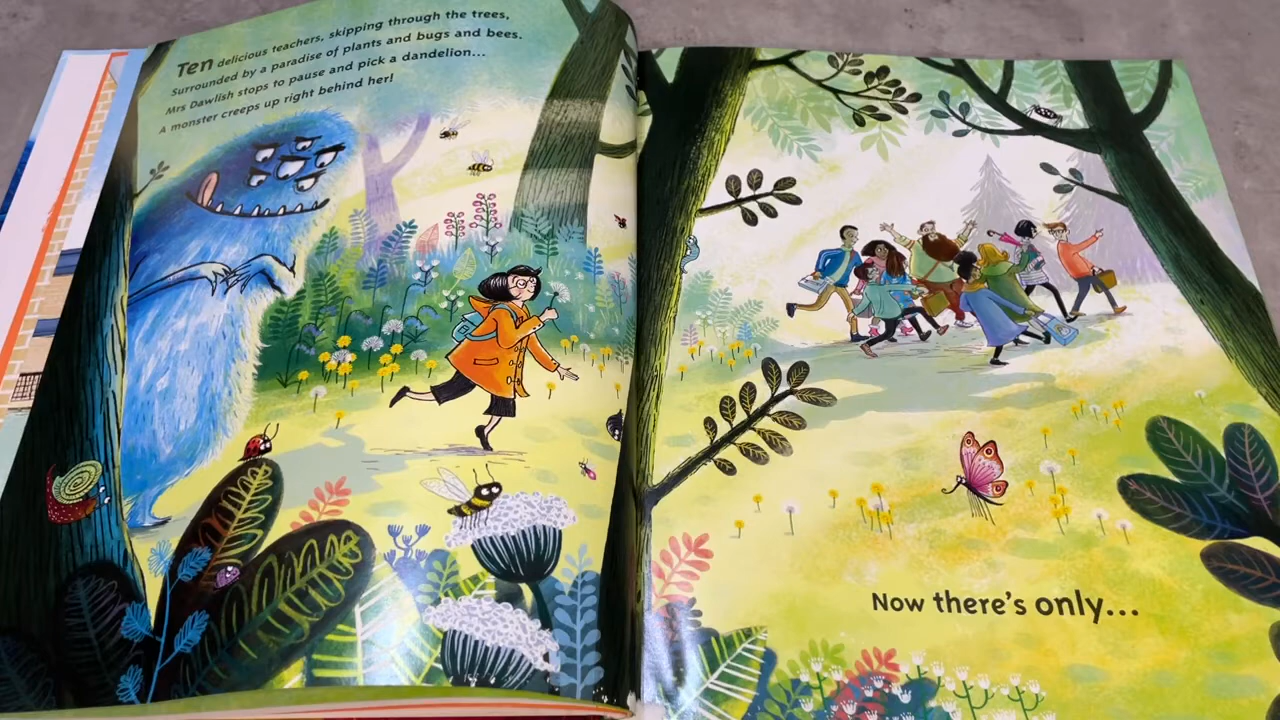 Ten delicious teachers, skipping through the trees,
Surrounded by a paradise of plants and bugs and bees.
Mrs Dawlish stops to pause and pick a dandelion...
A monster creeps up right behind her!
Now there's only...